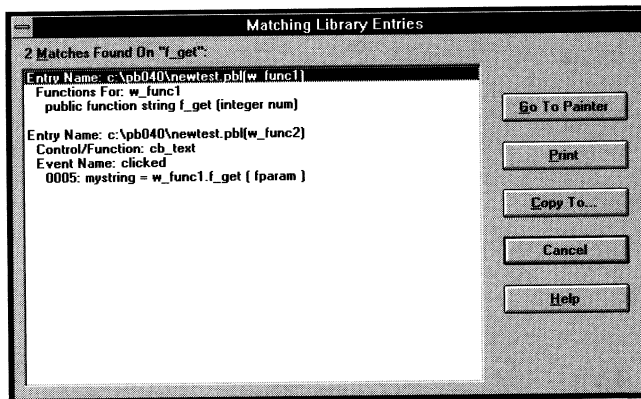 Matching Library Entries
2 Matches Found On "f_get":
Entry Name: c:\pb040\newtest.pbl(w_func1)
Functions For: w_func1
public function string f_get (integer num)
Entry Name: c:\pb040\newtest.pbl(w_func2)
Control/Function: cb_text
Event Name: clicked
0005: mystring = w_func1.f_get ( fparam )
Go To Painter
Print
Copy To...
Cancel
Help